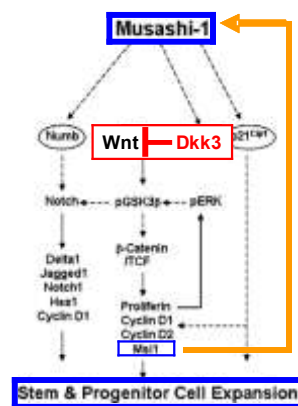 Musashi-1
Numb
Wnt
Dkk3
p21Cip1
Notch
pGSK3β
pERK
β-Catenin
/TCF
Delta1
Jagged1
Notch1
Hes1
Cyclin D1
Proliferin
Cyclin D1
Cyclin D2
Msi1
Stem & Progenitor Cell Expansion